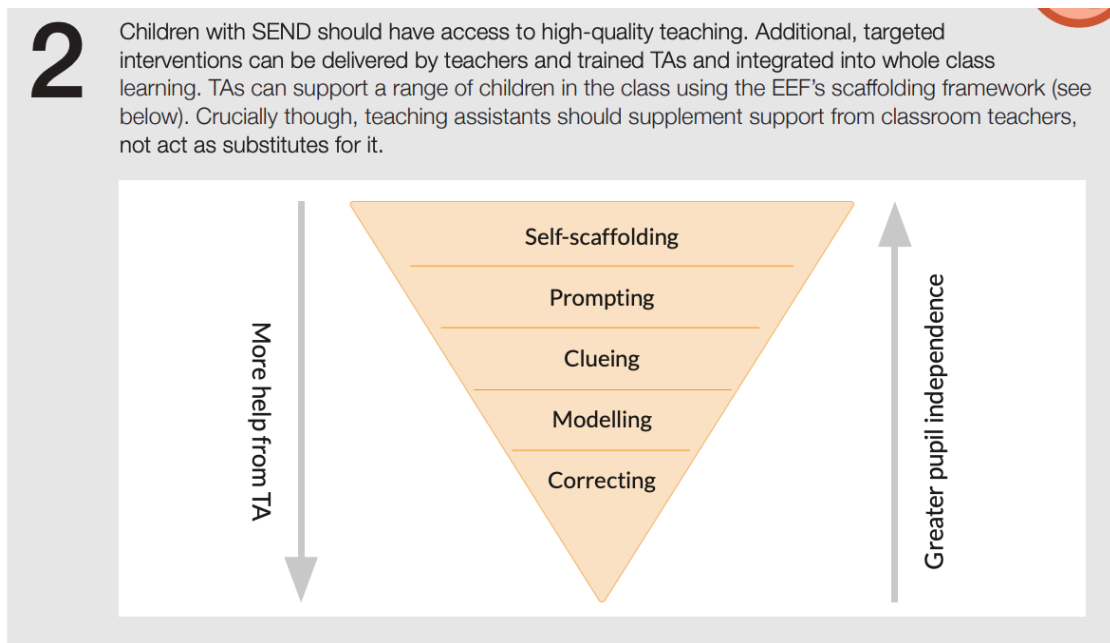 2
Children with SEND should have access to high-quality teaching. Additional, targeted
interventions can be delivered by teachers and trained TAs and integrated into whole class
learning. TAs can support a range of children in the class using the EEF’s scaffolding framework (see
below). Crucially though, teaching assistants should supplement support from classroom teachers,
not act as substitutes for it.
More help from TA
Self-scaffolding
Prompting
Clueing
Modelling
Correcting
Greater pupil independence